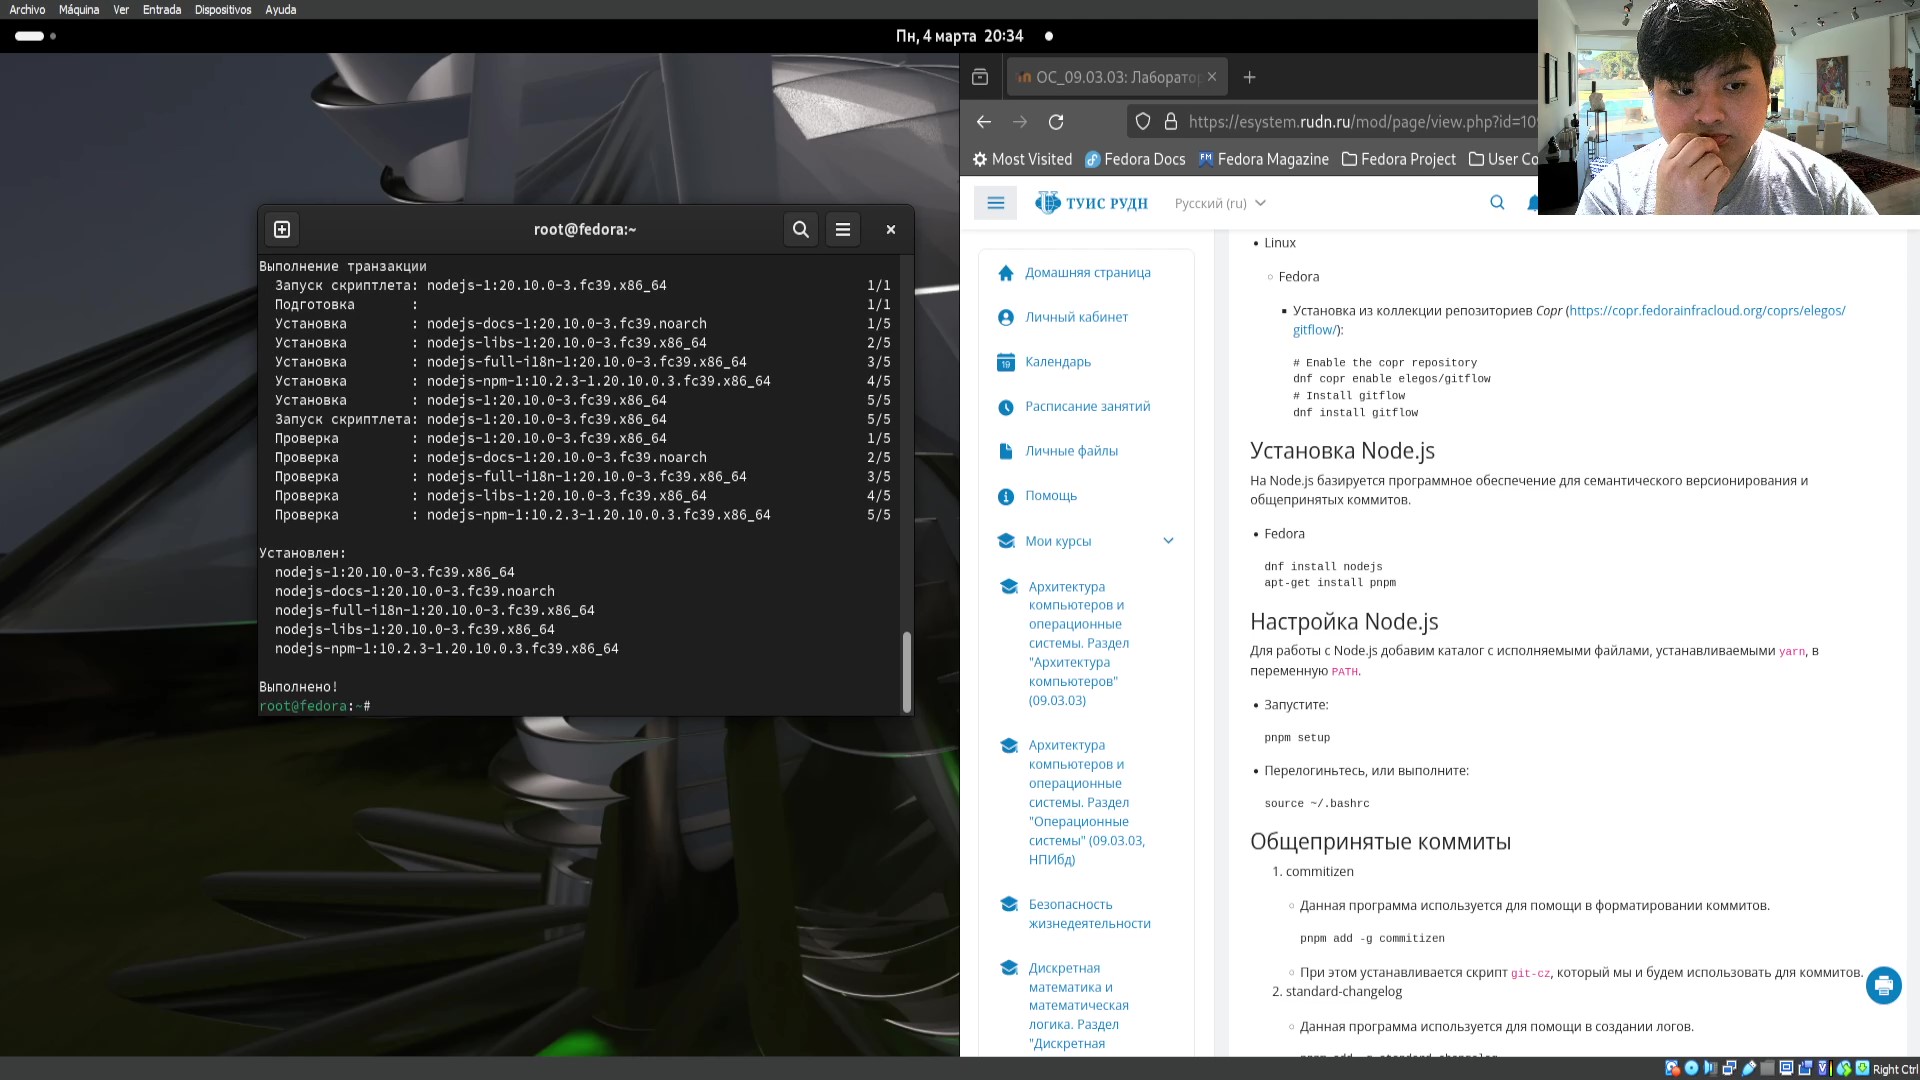 Archivo Máquina Ver Entrada Dispositivos Ayuda
Пн, 4 марта 20:34
root@fedora:~
Выполнение транзакции
Запуск скриптлета: nodejs-1:20.10.0-3.fc39.x86_64 1/1
Подготовка : 1/1
Установка : nodejs-docs-1:20.10.0-3.fc39.noarch 1/5
Установка : nodejs-libs-1:20.10.0-3.fc39.x86_64 2/5
Установка : nodejs-full-i18n-1:20.10.0-3.fc39.x86_64 3/5
Установка : nodejs-npm-1:10.2.3-1.20.10.0.3.fc39.x86_64 4/5
Установка : nodejs-1:20.10.0-3.fc39.x86_64 5/5
Запуск скриптлета: nodejs-1:20.10.0-3.fc39.x86_64 5/5
Проверка : nodejs-1:20.10.0-3.fc39.x86_64 1/5
Проверка : nodejs-docs-1:20.10.0-3.fc39.noarch 2/5
Проверка : nodejs-full-i18n-1:20.10.0-3.fc39.x86_64 3/5
Проверка : nodejs-libs-1:20.10.0-3.fc39.x86_64 4/5
Проверка : nodejs-npm-1:10.2.3-1.20.10.0.3.fc39.x86_64 5/5
Установлен:
nodejs-1:20.10.0-3.fc39.x86_64
nodejs-docs-1:20.10.0-3.fc39.noarch
nodejs-full-i18n-1:20.10.0-3.fc39.x86_64
nodejs-libs-1:20.10.0-3.fc39.x86_64
nodejs-npm-1:10.2.3-1.20.10.0.3.fc39.x86_64
Выполнено!
root@fedora:~#
ОС_09.03.03: Лаборатор
https://esystem.rudn.ru/mod/page/view.php?id=10
Most Visited Fedora Docs Fedora Magazine Fedora Project User Co
ТУИС РУДН Русский (ru)
Домашняя страница
Личный кабинет
19
Календарь
Расписание занятий
Личные файлы
Помощь
Мои курсы
Архитектура
компьютеров и
операционные
системы. Раздел
"Архитектура
компьютеров"
(09.03.03)
Архитектура
компьютеров и
операционные
системы. Раздел
"Операционные
системы" (09.03.03,
НПИбд)
Безопасность
жизнедеятельности
Дискретная
математика и
математическая
логика. Раздел
"Дискретная
• Linux
◦ Fedora
▪ Установка из коллекции репозиториев Copr (https://copr.fedorainfracloud.org/coprs/elegos/
gitflow/):
# Enable the copr repository
dnf copr enable elegos/gitflow
# Install gitflow
dnf install gitflow
Установка Node.js
На Node.js базируется программное обеспечение для семантического версионирования и
общепринятых коммитов.
• Fedora
dnf install nodejs
apt-get install pnpm
Настройка Node.js
Для работы с Node.js добавим каталог с исполняемыми файлами, устанавливаемыми yarn, в
переменную PATH.
• Запустите:
pnpm setup
• Перелогиньтесь, или выполните:
source ~/.bashrc
Общепринятые коммиты
1. commitizen
◦ Данная программа используется для помощи в форматировании коммитов.
pnpm add -g commitizen
◦ При этом устанавливается скрипт git-cz, который мы и будем использовать для коммитов.
2. standard-changelog
◦ Данная программа используется для помощи в создании логов.
pnpm add -g standard-changelog
Right Ctrl